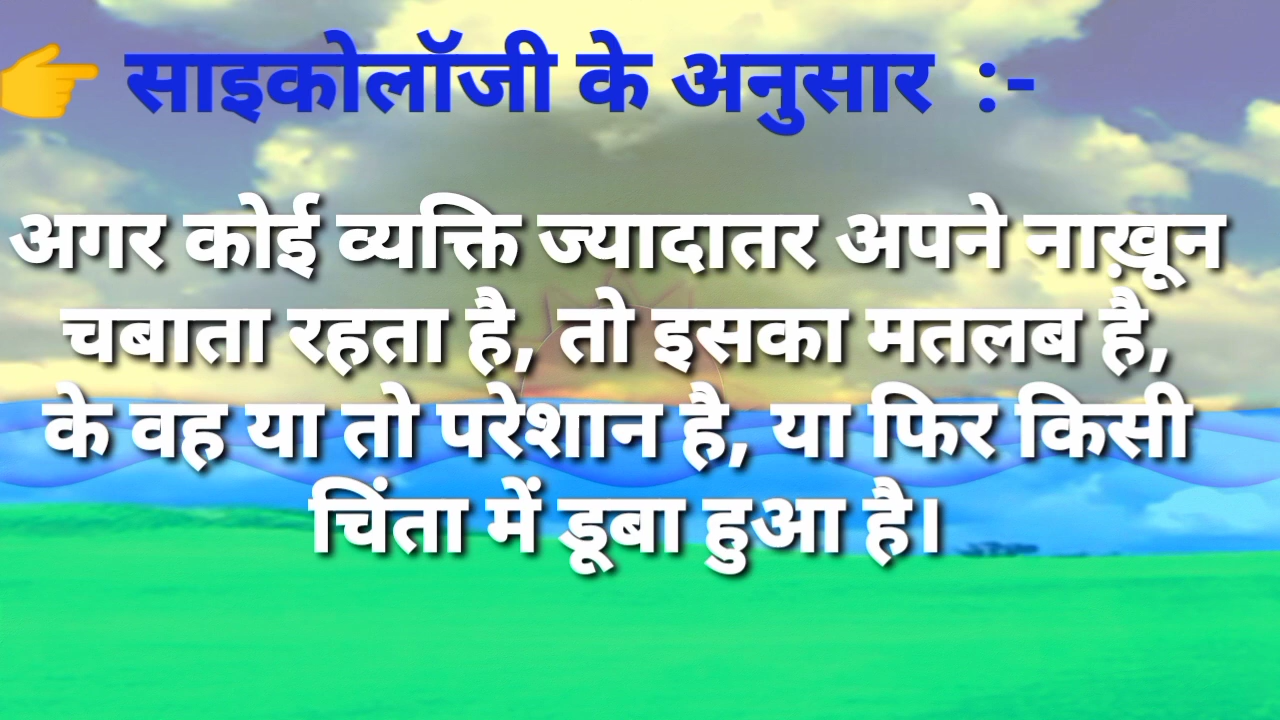 👉 साइकोलॉजी के अनुसार :-
अगर कोई व्यक्ति ज्यादातर अपने नाख़ून
चबाता रहता है, तो इसका मतलब है,
के वह या तो परेशान है, या फिर किसी
चिंता में डूबा हुआ है।